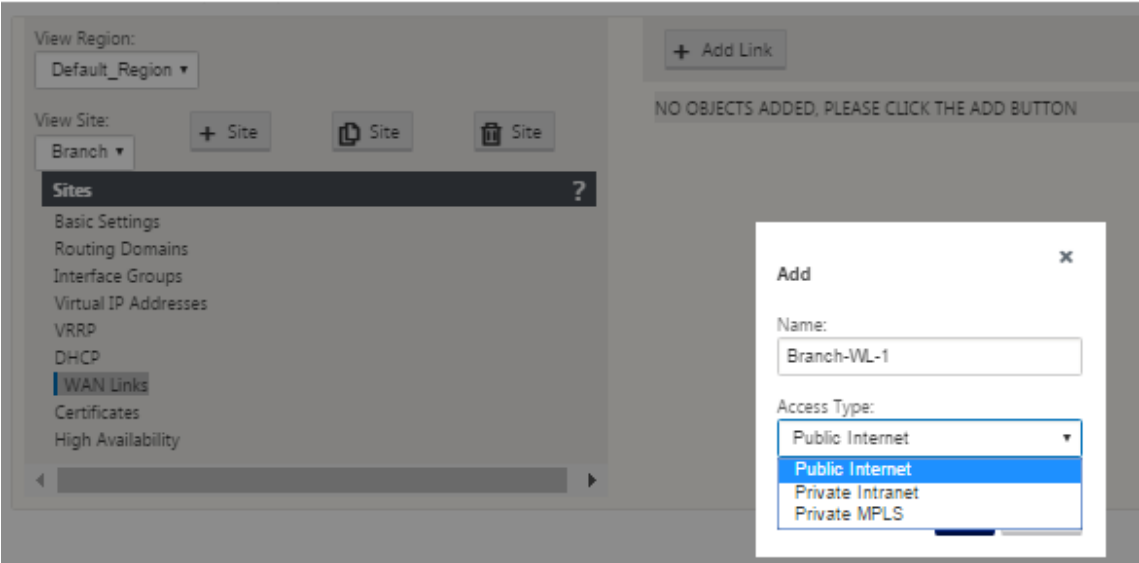 View Region:
Default_Region
View Site:
Branch
+ Site
Site
Site
Sites ?
Basic Settings
Routing Domains
Interface Groups
Virtual IP Addresses
VRRP
DHCP
WAN Links
Certificates
High Availability
+ Add Link
NO OBJECTS ADDED, PLEASE CLICK THE ADD BUTTON
Add
Name:
Branch-WL-1
Access Type:
Public Internet
Public Internet
Private Intranet
Private MPLS